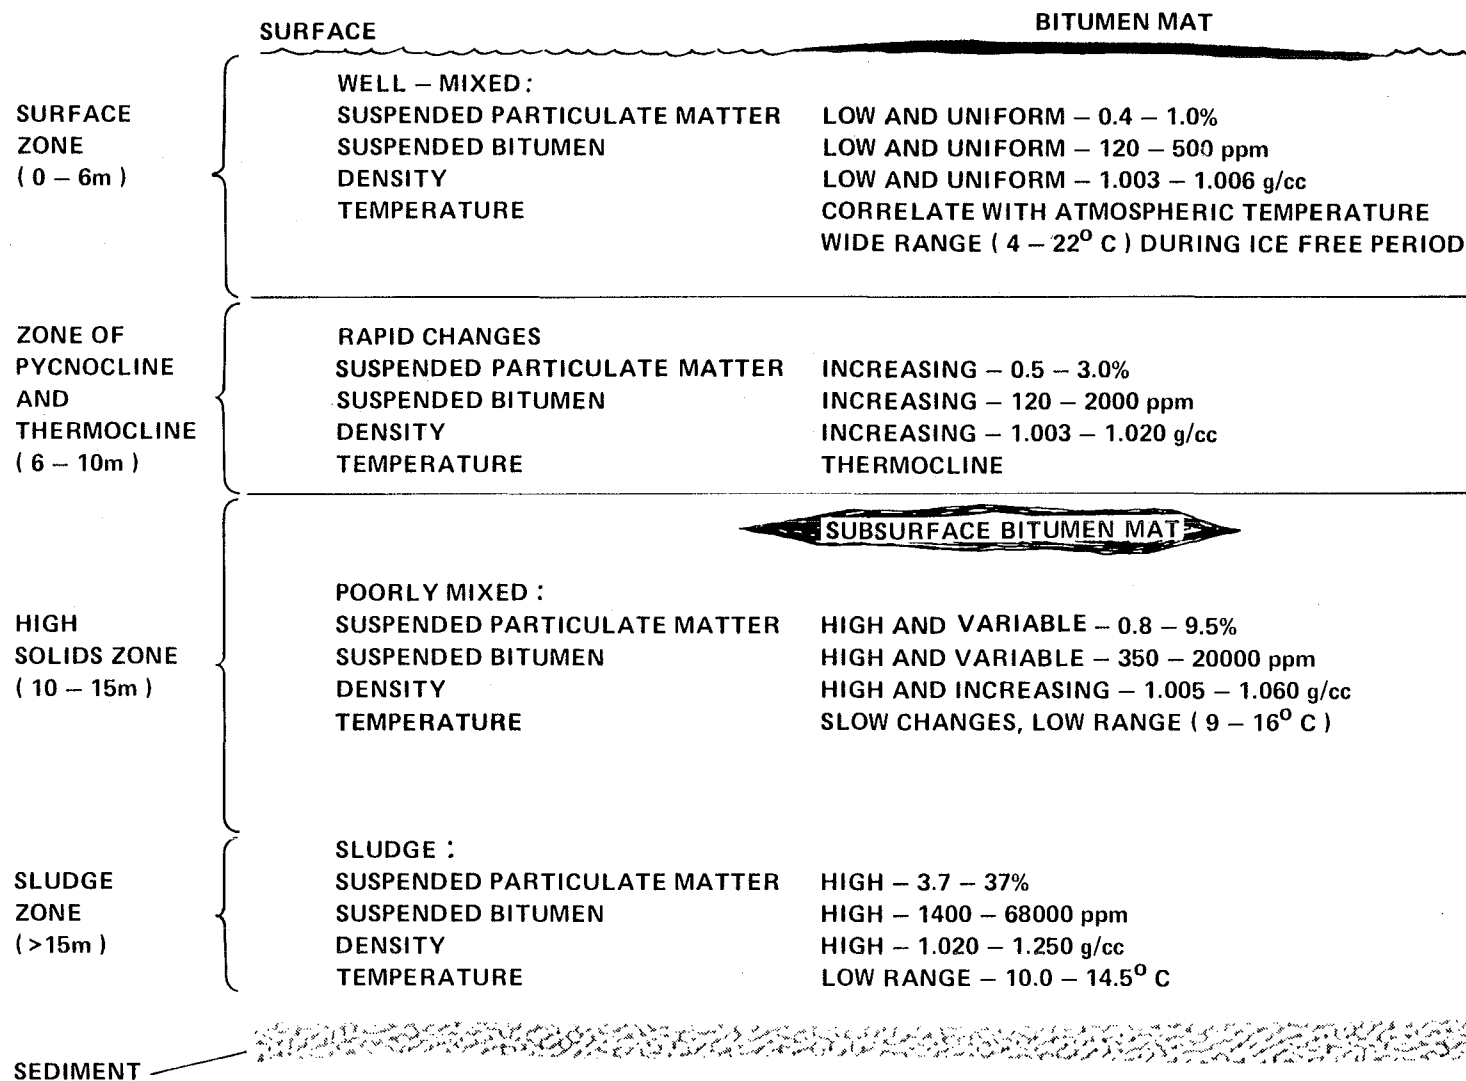 SURFACE
BITUMEN MAT
SURFACE
ZONE
( 0 – 6m )
WELL – MIXED :
SUSPENDED PARTICULATE MATTER LOW AND UNIFORM – 0.4 – 1.0%
SUSPENDED BITUMEN LOW AND UNIFORM – 120 – 500 ppm
DENSITY LOW AND UNIFORM – 1.003 – 1.006 g/cc
TEMPERATURE CORRELATE WITH ATMOSPHERIC TEMPERATURE
WIDE RANGE ( 4 – 22º C ) DURING ICE FREE PERIOD
ZONE OF
PYCNOCLINE
AND
THERMOCLINE
( 6 – 10m )
RAPID CHANGES
SUSPENDED PARTICULATE MATTER INCREASING – 0.5 – 3.0%
SUSPENDED BITUMEN INCREASING – 120 – 2000 ppm
DENSITY INCREASING – 1.003 – 1.020 g/cc
TEMPERATURE THERMOCLINE
SUBSURFACE BITUMEN MAT
HIGH
SOLIDS ZONE
( 10 – 15m )
POORLY MIXED :
SUSPENDED PARTICULATE MATTER HIGH AND VARIABLE – 0.8 – 9.5%
SUSPENDED BITUMEN HIGH AND VARIABLE – 350 – 20000 ppm
DENSITY HIGH AND INCREASING – 1.005 – 1.060 g/cc
TEMPERATURE SLOW CHANGES, LOW RANGE ( 9 – 16º C )
SLUDGE
ZONE
( >15m )
SLUDGE :
SUSPENDED PARTICULATE MATTER HIGH – 3.7 – 37%
SUSPENDED BITUMEN HIGH – 1400 – 68000 ppm
DENSITY HIGH – 1.020 – 1.250 g/cc
TEMPERATURE LOW RANGE – 10.0 – 14.5º C
SEDIMENT